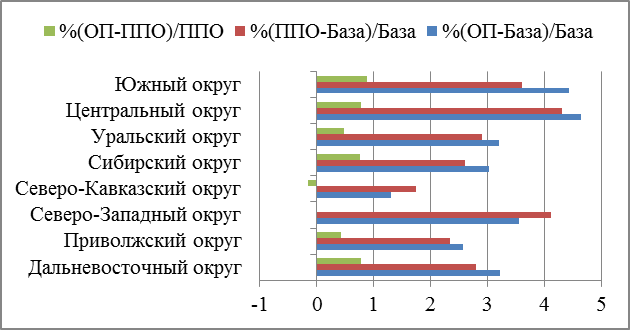 %(ОП-ППО)/ППО %(ППО-База)/База %(ОП-База)/База
Южный округ
Центральный округ
Уральский округ
Сибирский округ
Северо-Кавказский округ
Северо-Западный округ
Приволжский округ
Дальневосточный округ
-1 0 1 2 3 4 5